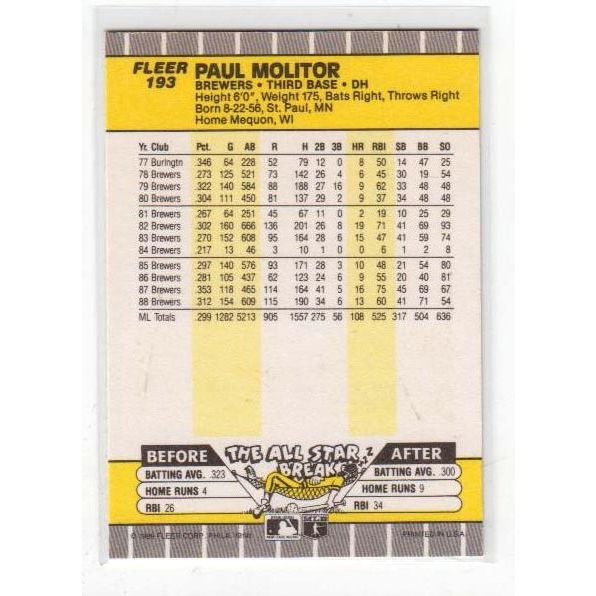 FLEER PAUL MOLITOR
193 BREWERS • THIRD BASE • DH
Height 6'0", Weight 175, Bats Right, Throws Right
Born 8-22-56, St. Paul, MN
Home Mequon, WI
Yr. Club Pct. G AB R H 2B 3B HR RBI SB BB SO
77 Burlngtn .346 64 228 52 79 12 0 8 50 14 47 25
78 Brewers .273 125 521 73 142 26 4 6 45 30 19 54
79 Brewers .322 140 584 88 188 27 16 9 62 33 48 48
80 Brewers .304 111 450 81 137 29 2 9 37 34 48 48
81 Brewers .267 64 251 45 67 11 0 2 19 10 25 29
82 Brewers .302 160 666 136 201 26 8 19 71 41 69 93
83 Brewers .270 152 608 95 164 28 6 15 47 41 59 74
84 Brewers .217 13 46 3 10 1 0 0 6 1 2 8
85 Brewers .297 140 576 93 171 28 3 10 48 21 54 80
86 Brewers .281 105 437 62 123 24 6 9 55 20 40 81
87 Brewers .353 118 465 114 164 41 5 16 75 45 69 67
88 Brewers .312 154 609 115 190 34 6 13 60 41 71 54
ML Totals .299 1282 5213 905 1557 275 56 108 525 317 504 636
BEFORE THE ALL STAR BREAK AFTER
BATTING AVG. .323 BATTING AVG. .300
HOME RUNS 4 HOME RUNS 9
RBI 26 RBI 34
© 1989 FLEER CORP. PHILA. 19141 PRINTED IN U.S.A.